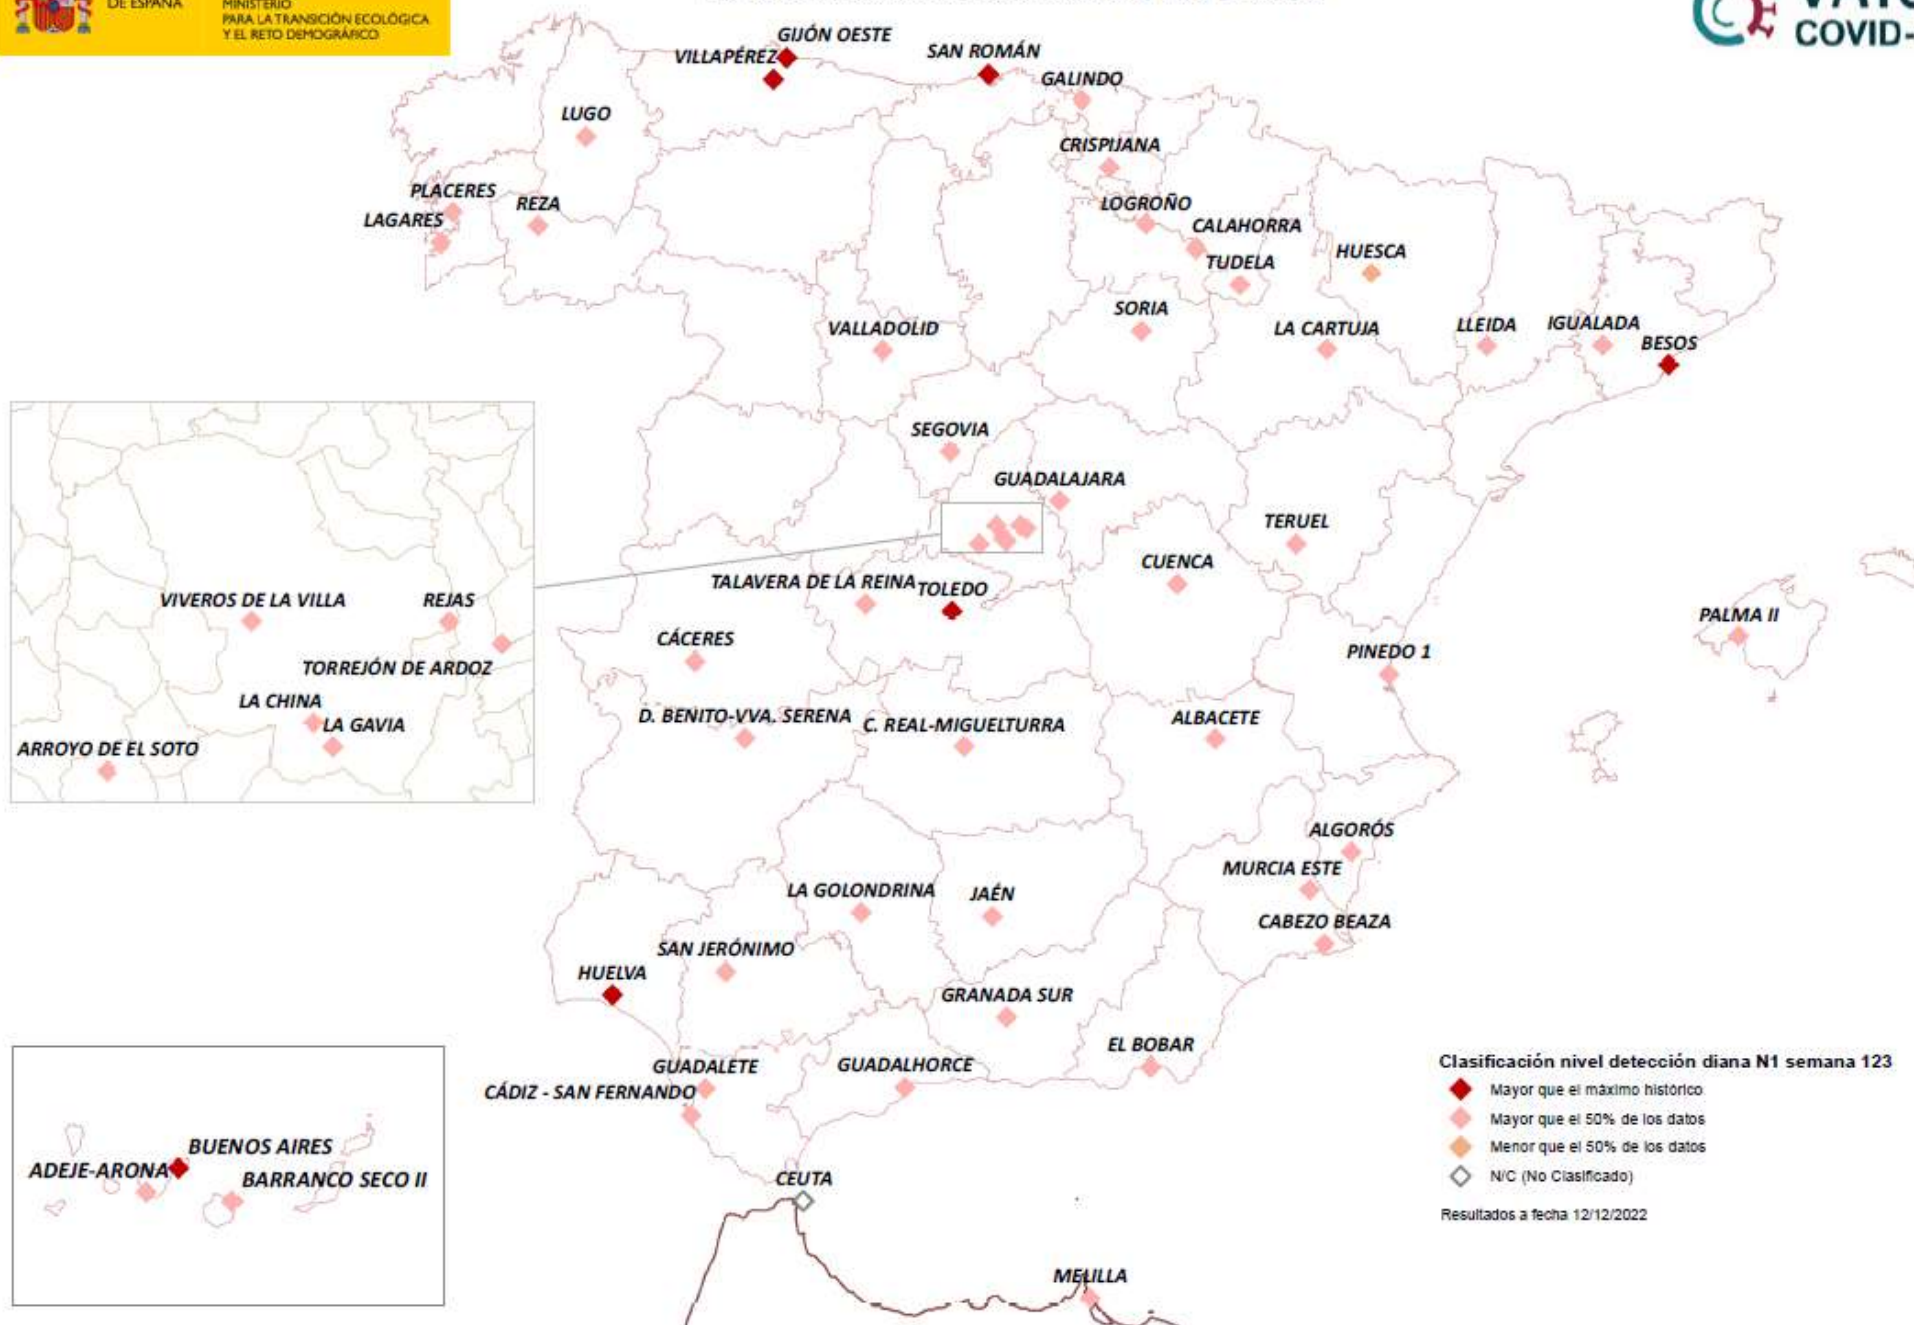 DE ESPAÑA
MINISTERIO
PARA LA TRANSICIÓN ECOLÓGICA
Y EL RETO DEMOGRÁFICO
COVID-
GIJÓN OESTE
VILLAPÉREZ
SAN ROMÁN
GALINDO
LUGO
CRISPIJANA
PLACERES
REZA
LOGROÑO
LAGARES
CALAHORRA
HUESCA
TUDELA
SORIA
VALLADOLID
LA CARTUJA
LLEIDA
IGUALADA
BESOS
SEGOVIA
GUADALAJARA
TERUEL
CUENCA
TALAVERA DE LA REINA
TOLEDO
VIVEROS DE LA VILLA
REJAS
PALMA II
CÁCERES
PINEDO 1
TORREJÓN DE ARDOZ
LA CHINA
LA GAVIA
D. BENITO-VVA. SERENA
C. REAL-MIGUELTURRA
ALBACETE
ARROYO DE EL SOTO
ALGORÓS
MURCIA ESTE
LA GOLONDRINA
JAÉN
CABEZO BEAZA
SAN JERÓNIMO
HUELVA
GRANADA SUR
EL BOBAR
GUADALETE
GUADALHORCE
CÁDIZ - SAN FERNANDO
Clasificación nivel detección diana N1 semana 123
Mayor que el máximo histórico
Mayor que el 50% de los datos
Menor que el 50% de los datos
N/C (No Clasificado)
Resultados a fecha 12/12/2022
BUENOS AIRES
ADEJE-ARONA
BARRANCO SECO II
CEUTA
MELILLA